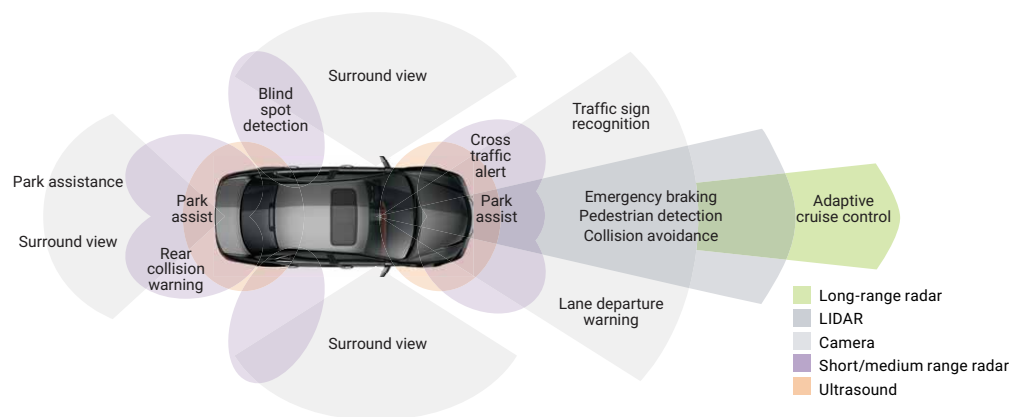 Surround view
Blind
spot
detection
Traffic sign
recognition
Cross
traffic
alert
Park assistance
Park
assist
Park
assist
Emergency braking
Pedestrian detection
Collision avoidance
Adaptive
cruise control
Surround view
Rear
collision
warning
Lane departure
warning
Surround view
Long-range radar
LIDAR
Camera
Short/medium range radar
Ultrasound